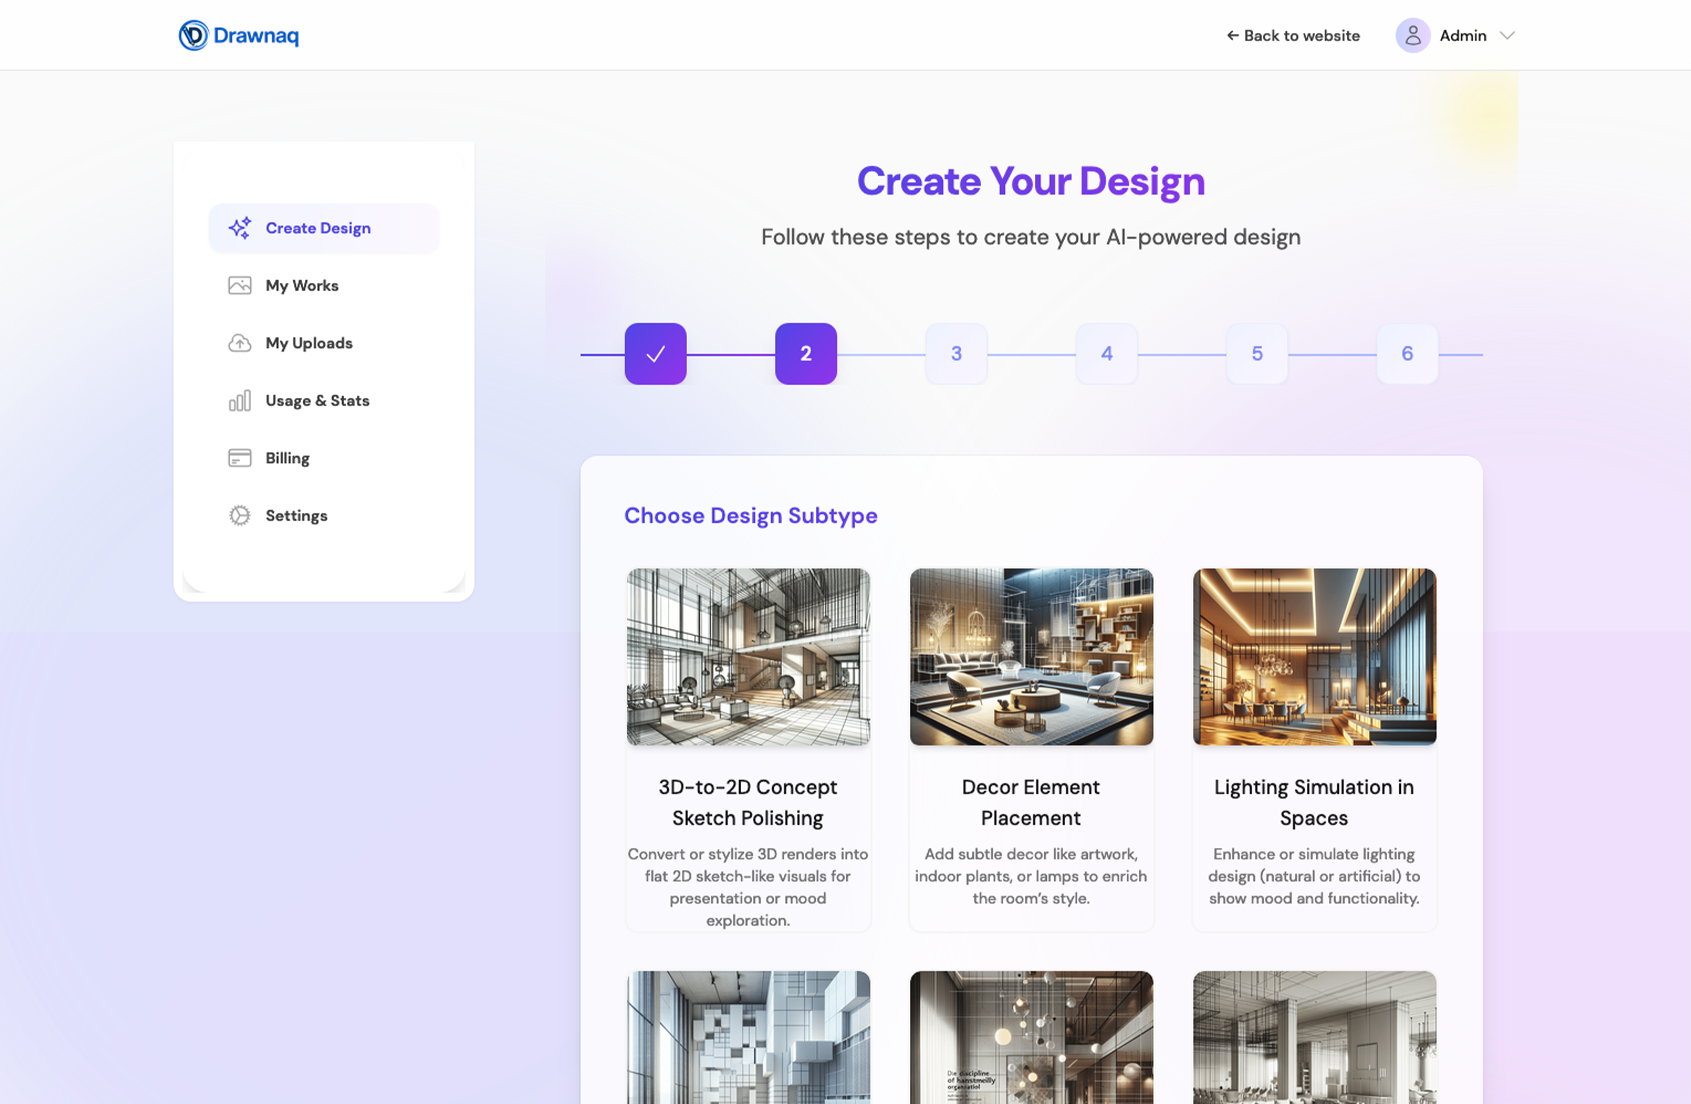 Drawnaq
← Back to website
Admin
Create Design
My Works
My Uploads
Usage & Stats
Billing
Settings
Create Your Design
Follow these steps to create your AI-powered design
2
3
4
5
6
Choose Design Subtype
3D-to-2D Concept
Sketch Polishing
Convert or stylize 3D renders into
flat 2D sketch-like visuals for
presentation or mood
exploration.
Decor Element
Placement
Add subtle decor like artwork,
indoor plants, or lamps to enrich
the room’s style.
Lighting Simulation in
Spaces
Enhance or simulate lighting
design (natural or artificial) to
show mood and functionality.